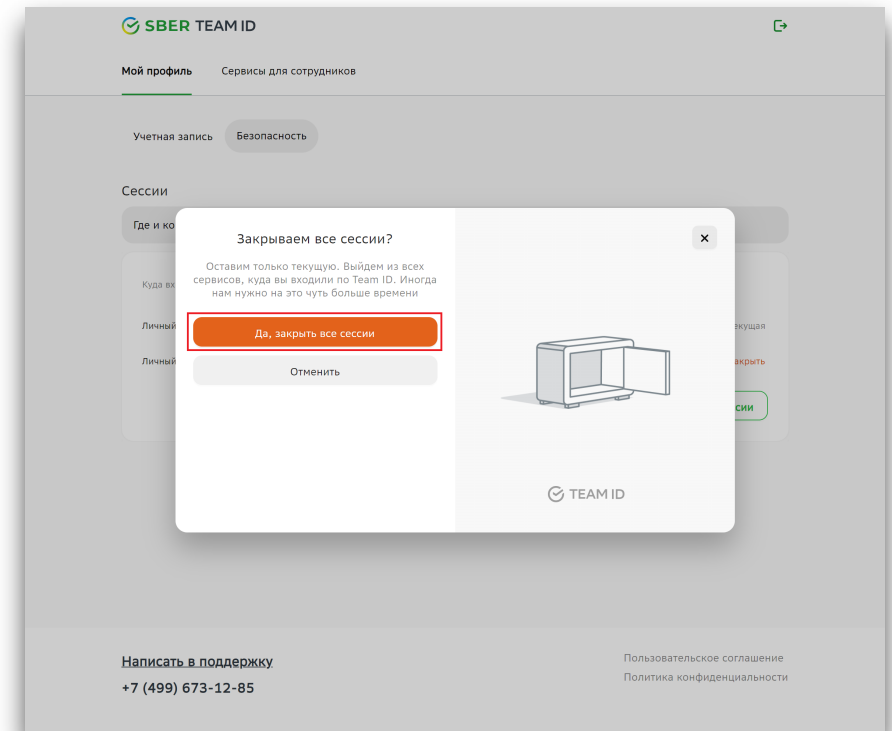 SBER TEAM ID
Мой профиль
Сервисы для сотрудников
Учетная запись
Безопасность
Сессии
Где и ко
Закрываем все сессии?
Оставим только текущую. Выйдем из всех
сервисов, куда вы входили по Team ID. Иногда
нам нужно на это чуть больше времени
Куда вх
Личный
екущая
Да, закрыть все сессии
Личный
акрыть
Отменить
сии
TEAM ID
Написать в поддержку
+7 (499) 673-12-85
Пользовательское соглашение
Политика конфиденциальности